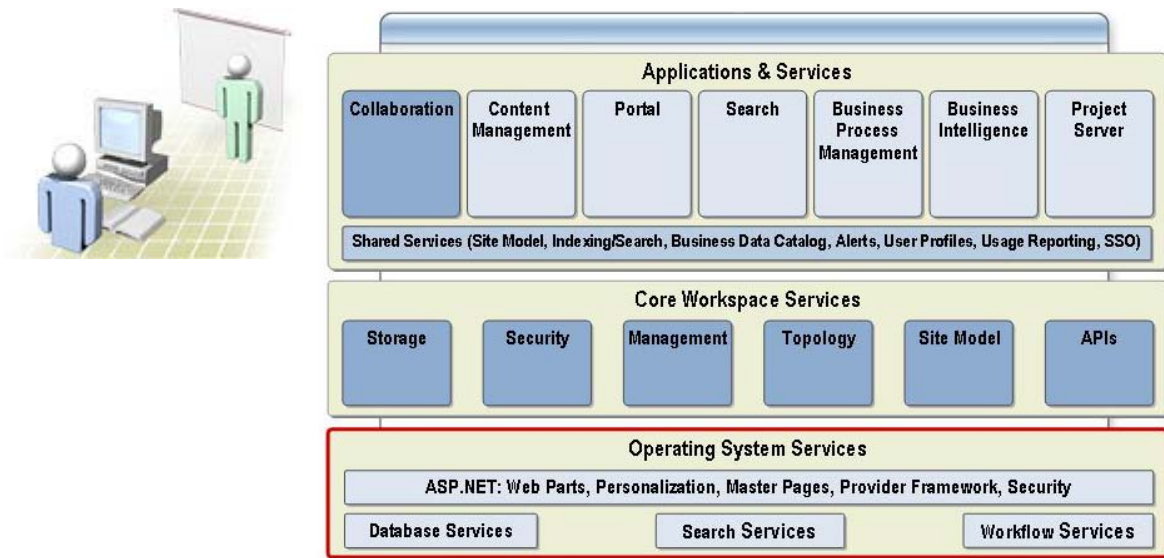 Applications & Services
Collaboration
Content
Management
Portal
Search
Business
Process
Management
Business
Intelligence
Project
Server
Shared Services (Site Model, Indexing/Search, Business Data Catalog, Alerts, User Profiles, Usage Reporting, SSO)
Core Workspace Services
Storage
Security
Management
Topology
Site Model
APIs
Operating System Services
ASP.NET: Web Parts, Personalization, Master Pages, Provider Framework, Security
Database Services
Search Services
Workflow Services